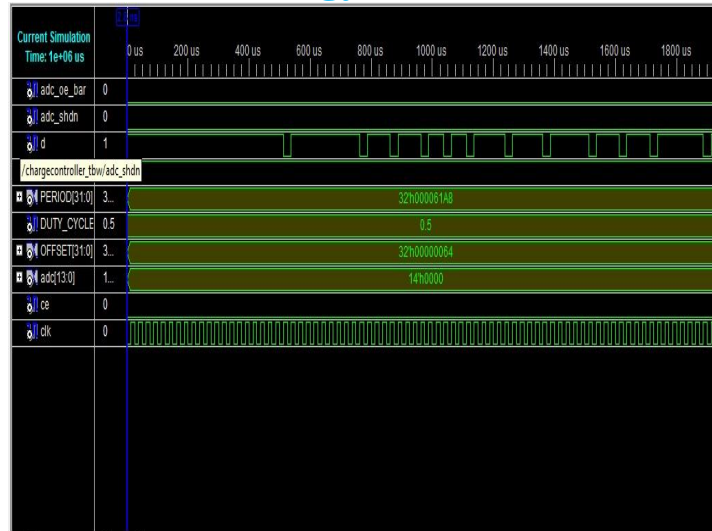 Current Simulation
Time: 1e+06 us
0 us 200 us 400 us 600 us 800 us 1000 us 1200 us 1400 us 1600 us 1800 us
adc_oe_bar 0
adc_shdn 0
d 1
/chargecontroller_tbw/adc_shdn
PERIOD[31:0] 3... 32'h000061A8
DUTY_CYCLE 0.5 0.5
OFFSET[31:0] 3... 32'h00000064
adc[13:0] 1... 14'h0000
ce 0
clk 0